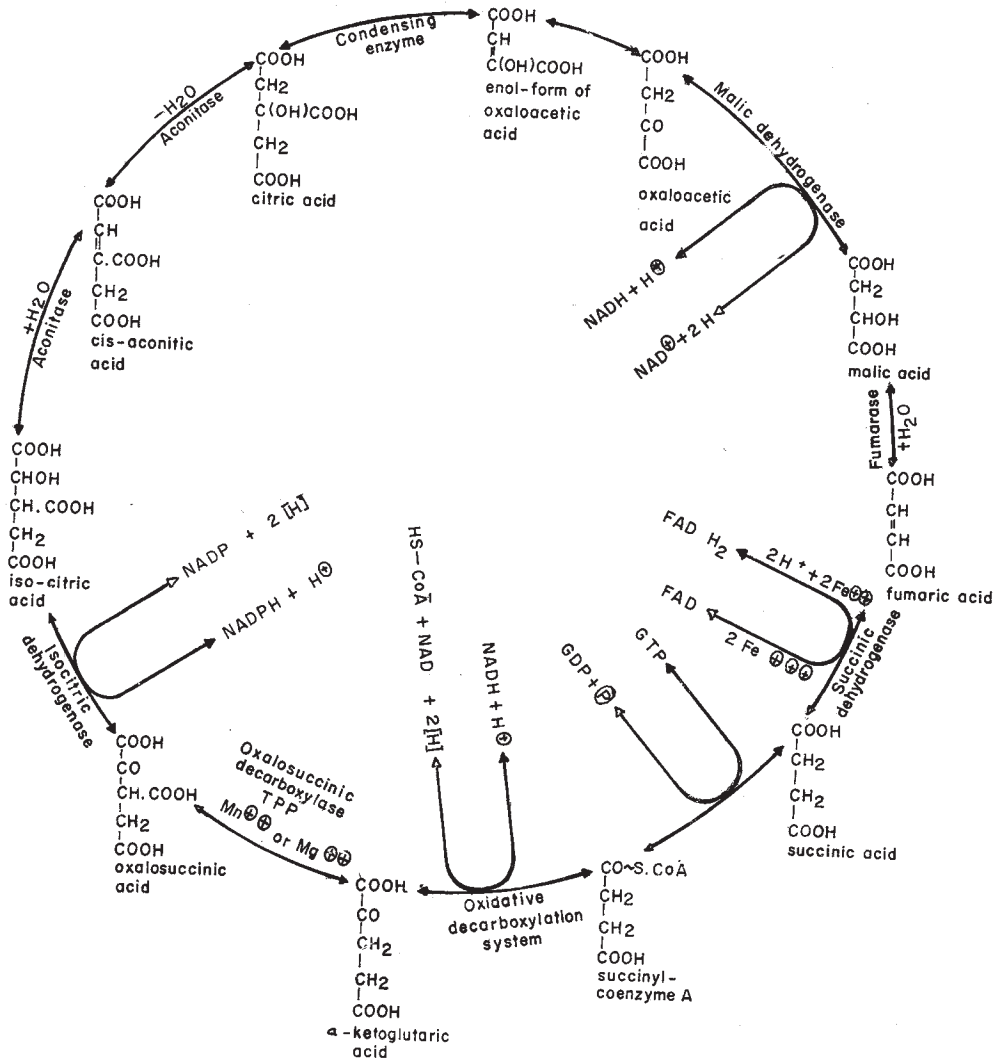 Condensing
enzyme
COOH
CH
C(OH)COOH
enol-form of
oxaloacetic
acid
COOH
CH2
CO
COOH
oxaloacetic
acid
Malic dehydrogenase
NADH + H⊕
NAD⊕ + 2 H
COOH
CH2
CHOH
COOH
malic acid
Fumarase
+H2O
COOH
CH
CH
COOH
fumaric acid
Succinic
dehydrogenase
2H+ + 2Fe⊕⊕
FAD H2
2 Fe ⊕⊕⊕
FAD
COOH
CH2
CH2
COOH
succinic acid
GTP
GDP + Ⓟ
CO~S.CoA
CH2
CH2
COOH
succinyl-
coenzyme A
Oxidative
decarboxylation
system
HS-CoA + NAD + 2[H]
NADH + H⊕
COOH
CO
CH2
CH2
COOH
α-ketoglutaric
acid
Oxalosuccinic
decarboxylase
TPP
Mn⊕⊕ or Mg⊕⊕
COOH
CO
CH.COOH
CH2
COOH
oxalosuccinic
acid
Isocitric
dehydrogenase
NADP + 2 [H]
NADPH + H⊕
COOH
CHOH
CH.COOH
CH2
COOH
iso-citric
acid
+H2O
Aconitase
COOH
CH
C.COOH
CH2
COOH
cis-aconitic
acid
-H2O
Aconitase
COOH
CH2
C(OH)COOH
CH2
COOH
citric acid